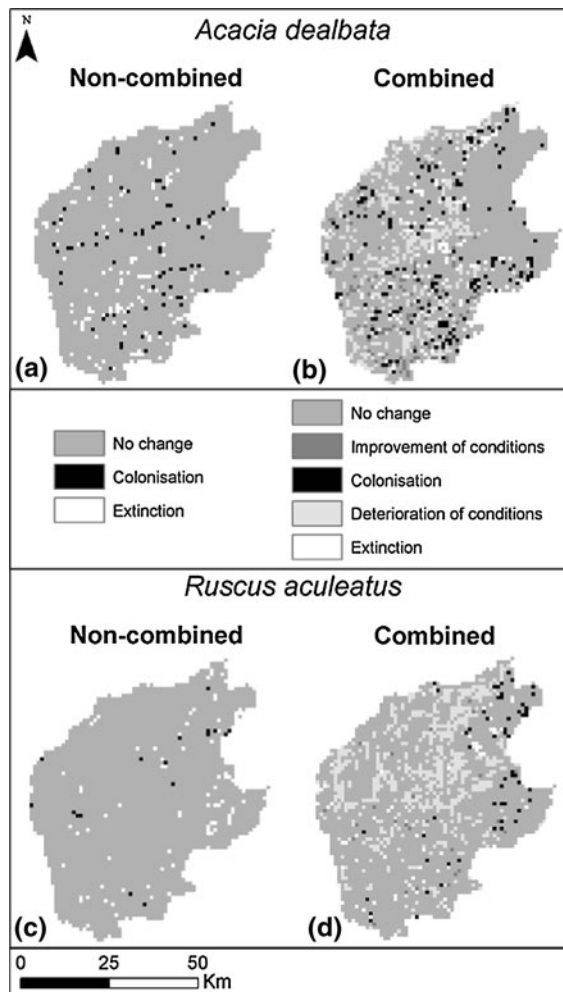 N
Acacia dealbata
Non-combined
Combined
(a)
(b)
No change
Colonisation
Extinction
No change
Improvement of conditions
Colonisation
Deterioration of conditions
Extinction
Ruscus aculeatus
Non-combined
Combined
(c)
(d)
0 25 50
Km